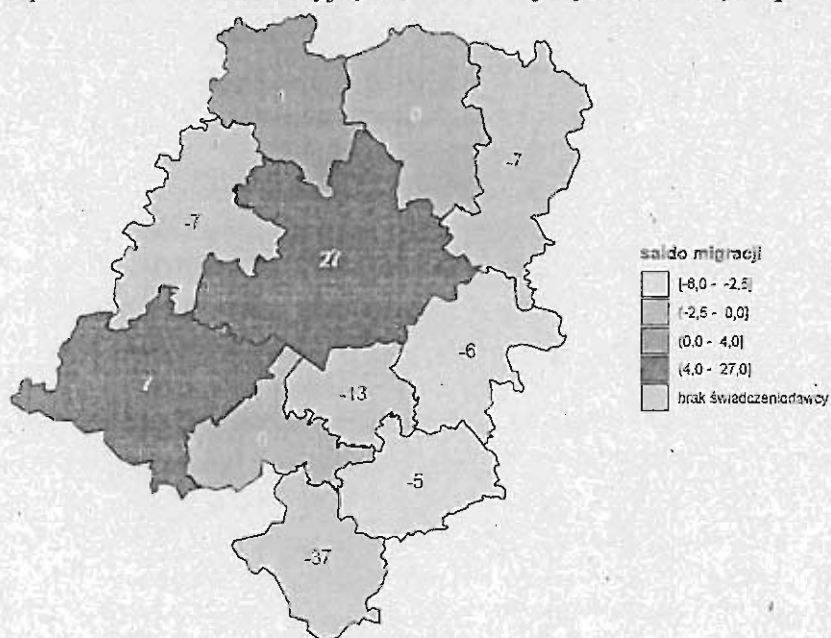 1
0
-7
-7
27
-6
7
-13
0
-5
-37
saldo migracji
[-8,0 - -2,5]
(-2,5 - 0,0]
(0,0 - 4,0]
(4,0 - 27,0]
brak świadczeniodawcy